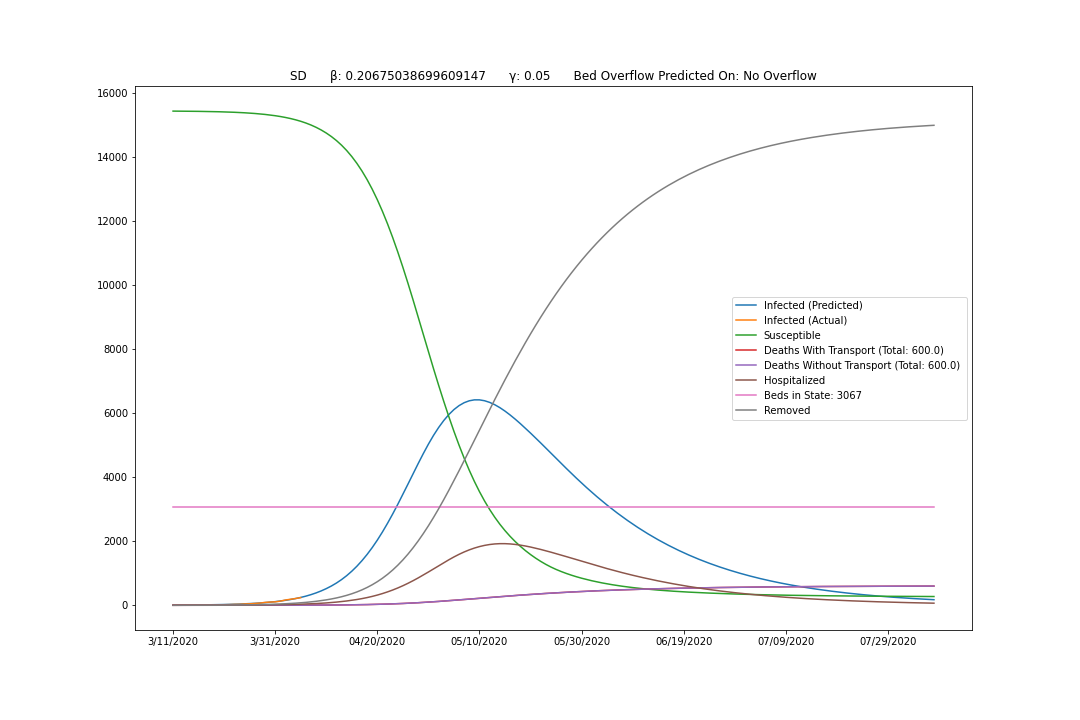 SD β: 0.20675038699609147 γ: 0.05 Bed Overflow Predicted On: No Overflow
16000
14000
12000
10000
8000
6000
4000
2000
0
Infected (Predicted)
Infected (Actual)
Susceptible
Deaths With Transport (Total: 600.0)
Deaths Without Transport (Total: 600.0)
Hospitalized
Beds in State: 3067
Removed
3/11/2020 3/31/2020 04/20/2020 05/10/2020 05/30/2020 06/19/2020 07/09/2020 07/29/2020